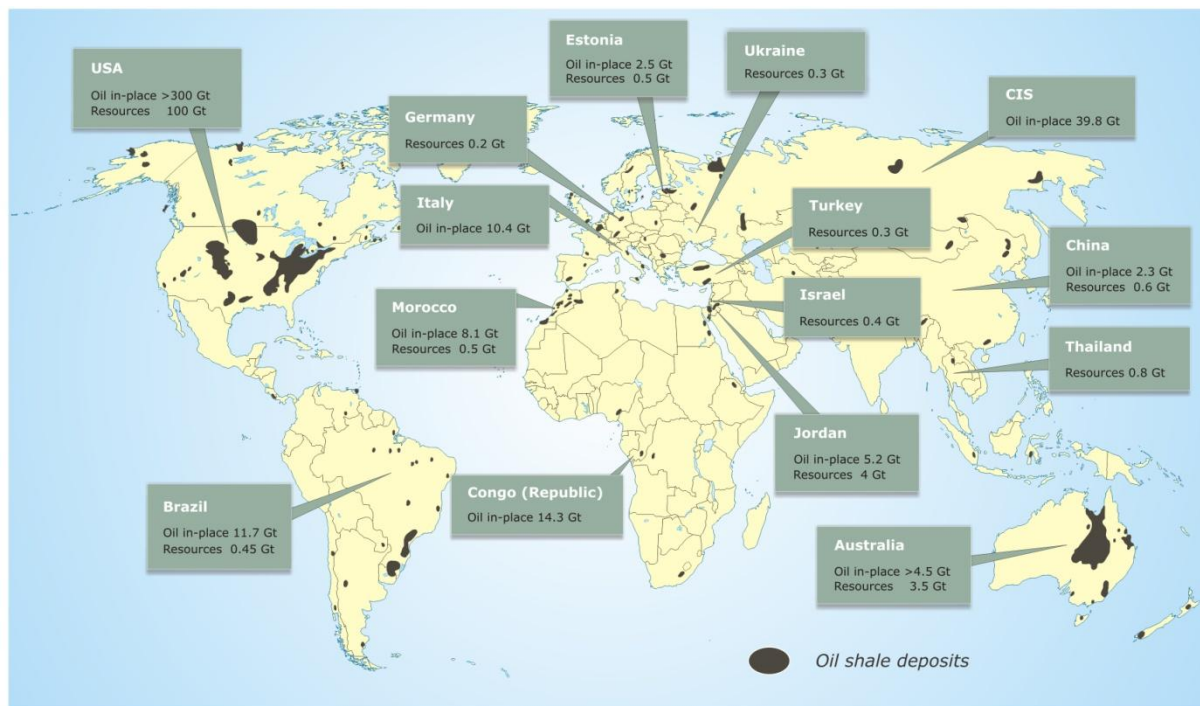 USA
Oil in-place >300 Gt
Resources 100 Gt
Estonia
Oil in-place 2.5 Gt
Resources 0.5 Gt
Ukraine
Resources 0.3 Gt
CIS
Oil in-place 39.8 Gt
Germany
Resources 0.2 Gt
Italy
Oil in-place 10.4 Gt
Turkey
Resources 0.3 Gt
China
Oil in-place 2.3 Gt
Resources 0.6 Gt
Morocco
Oil in-place 8.1 Gt
Resources 0.5 Gt
Israel
Resources 0.4 Gt
Thailand
Resources 0.8 Gt
Jordan
Oil in-place 5.2 Gt
Resources 4 Gt
Brazil
Oil in-place 11.7 Gt
Resources 0.45 Gt
Congo (Republic)
Oil in-place 14.3 Gt
Australia
Oil in-place >4.5 Gt
Resources 3.5 Gt
Oil shale deposits